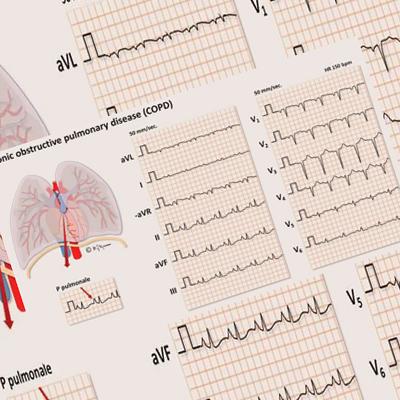 aVL
V₁
onic obstructive pulmonary disease (COPD)
HR 150 bpm
50 mm/sec.
50 mm/sec.
aVL
I
-aVR
II
aVF
III
V₁
V₂
V₃
V₄
V₅
V₆
P pulmonale
aVF
V₅
V₆
P pulmonale